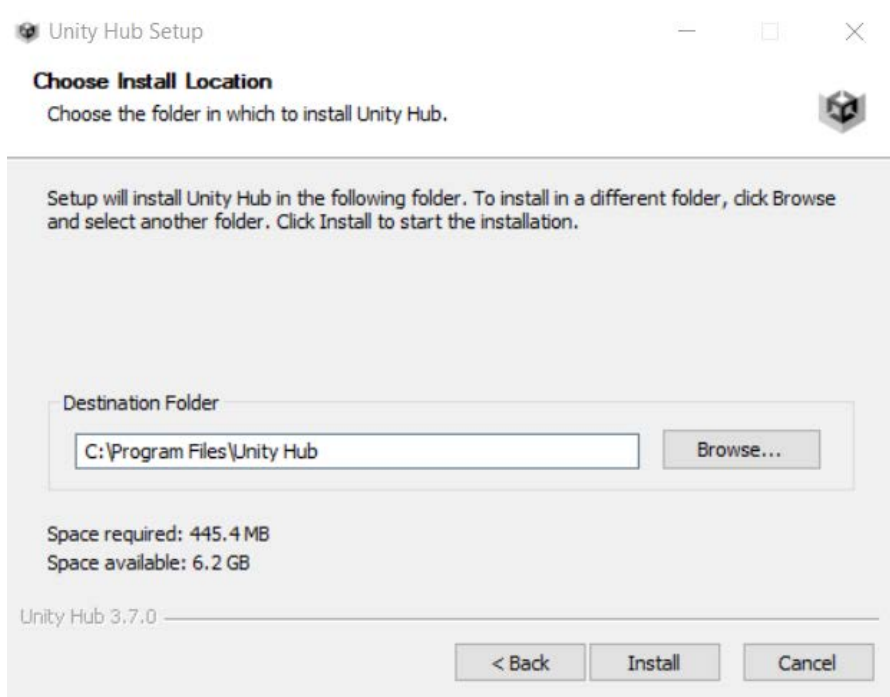 Unity Hub Setup
Choose Install Location
Choose the folder in which to install Unity Hub.
Setup will install Unity Hub in the following folder. To install in a different folder, click Browse
and select another folder. Click Install to start the installation.
Destination Folder
C:\Program Files\Unity Hub
Browse...
Space required: 445.4 MB
Space available: 6.2 GB
Unity Hub 3.7.0
< Back
Install
Cancel